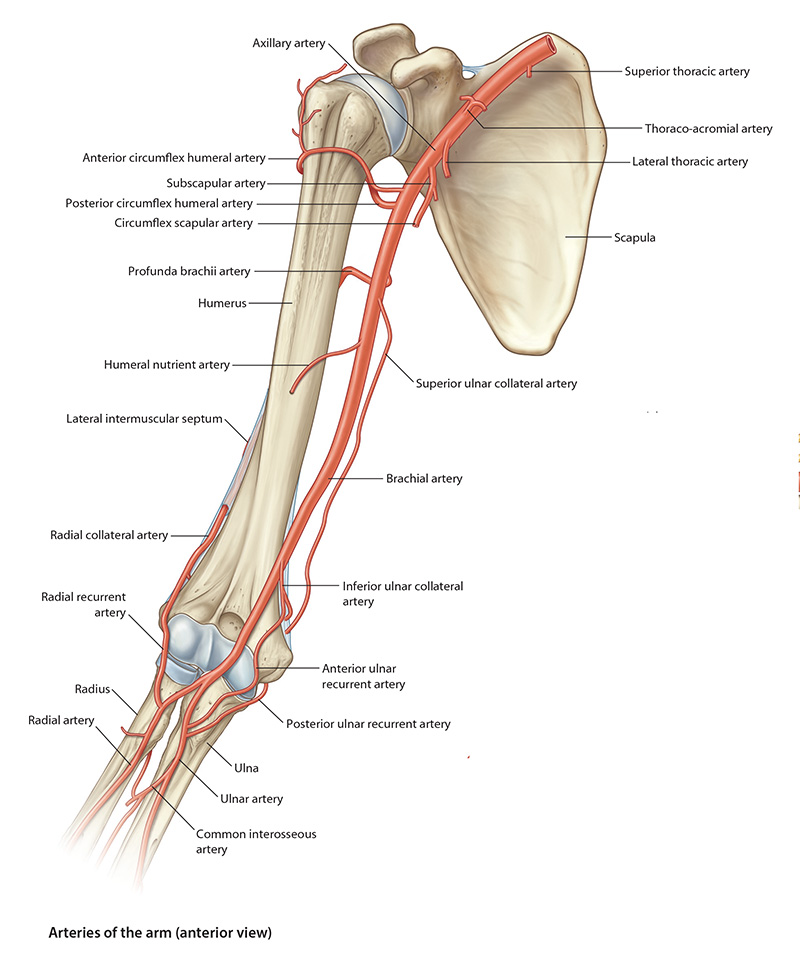 Axillary artery
Superior thoracic artery
Thoraco-acromial artery
Anterior circumflex humeral artery
Lateral thoracic artery
Subscapular artery
Posterior circumflex humeral artery
Circumflex scapular artery
Scapula
Profunda brachii artery
Humerus
Humeral nutrient artery
Superior ulnar collateral artery
Lateral intermuscular septum
Brachial artery
Radial collateral artery
Inferior ulnar collateral
artery
Radial recurrent
artery
Anterior ulnar
recurrent artery
Radius
Radial artery
Posterior ulnar recurrent artery
Ulna
Ulnar artery
Common interosseous
artery
Arteries of the arm (anterior view)